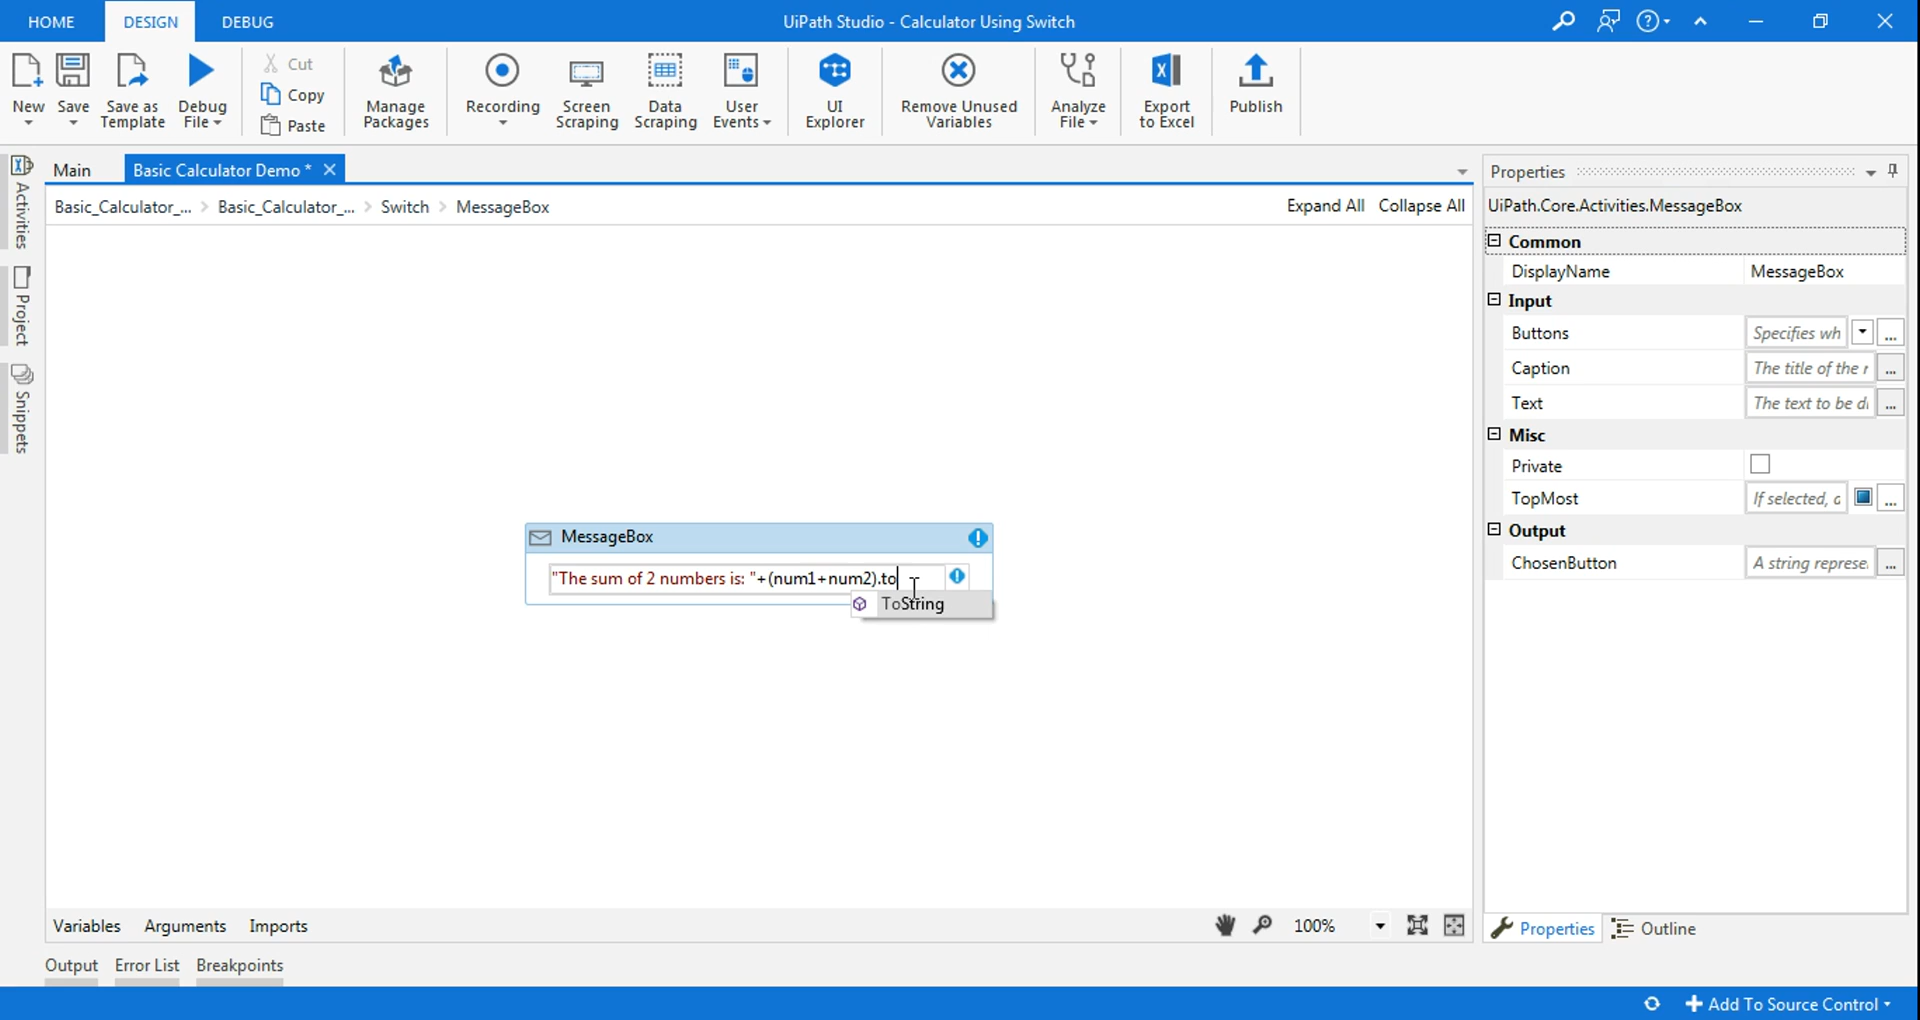 HOME DESIGN DEBUG UiPath Studio - Calculator Using Switch
New Save Save as Template Debug File Cut Copy Paste Manage Packages Recording Screen Scraping Data Scraping User Events UI Explorer Remove Unused Variables Analyze File Export to Excel Publish
Activities
Project
Snippets
Main Basic Calculator Demo *
Basic_Calculator_... > Basic_Calculator_... > Switch > MessageBox Expand All Collapse All
MessageBox
"The sum of 2 numbers is: "+(num1+num2).to
ToString
Properties
UiPath.Core.Activities.MessageBox
Common
DisplayName MessageBox
Input
Buttons Specifies wh ...
Caption The title of the r ...
Text The text to be di ...
Misc
Private
TopMost If selected, a ...
Output
ChosenButton A string represe. ...
Variables Arguments Imports 100%
Properties Outline
Output Error List Breakpoints
Add To Source Control